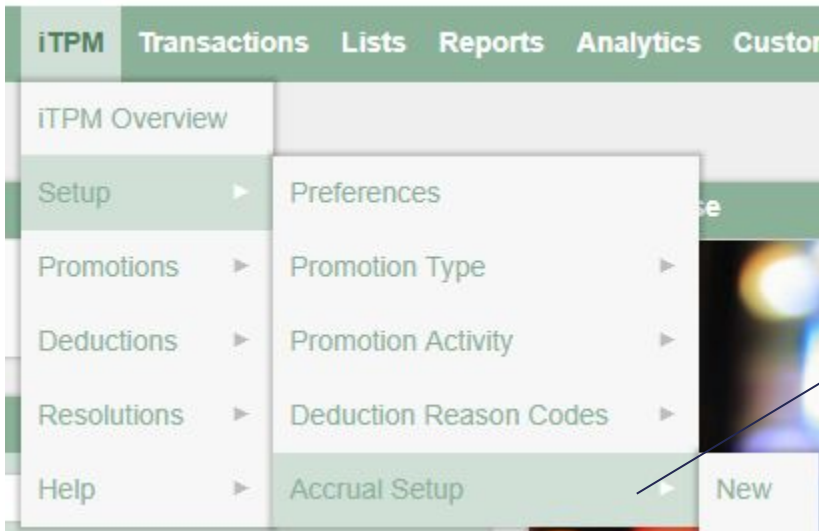 iTPM Transactions Lists Reports Analytics
iTPM Overview
Setup
Promotions
Deductions
Resolutions
Help
Preferences
Promotion Type
Promotion Activity
Deduction Reason Codes
Accrual Setup
New